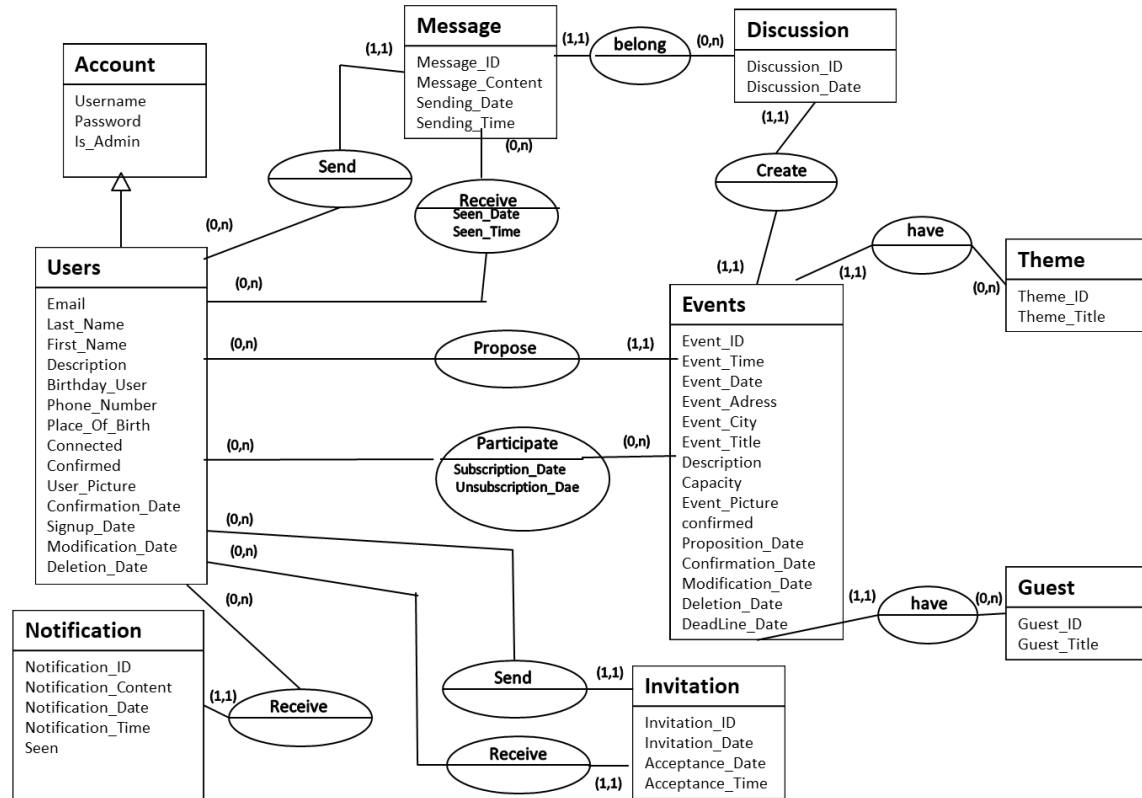 Message
Message_ID
Message_Content
Sending_Date
Sending_Time
(1,1)
(1,1)
belong
(0,n)
Discussion
Discussion_ID
Discussion_Date
Account
Username
Password
Is_Admin
Send
(0,n)
(0,n)
Receive
Seen_Date
Seen_Time
(0,n)
(1,1)
Create
(1,1)
have
(1,1)
(0,n)
Theme
Theme_ID
Theme_Title
Users
Email
Last_Name
First_Name
Description
Birthday_User
Phone_Number
Place_Of_Birth
Connected
Confirmed
User_Picture
Confirmation_Date
Signup_Date
Modification_Date
Deletion_Date
(0,n)
Propose
(1,1)
(0,n)
Participate
Subscription_Date
Unsubscription_Dae
(0,n)
Events
Event_ID
Event_Time
Event_Date
Event_Adress
Event_City
Event_Title
Description
Capacity
Event_Picture
confirmed
Proposition_Date
Confirmation_Date
Modification_Date
Deletion_Date
DeadLine_Date
(0,n)
(0,n)
(0,n)
(1,1)
have
(0,n)
Guest
Guest_ID
Guest_Title
Notification
Notification_ID
Notification_Content
Notification_Date
Notification_Time
Seen
(1,1)
Receive
Send
(1,1)
Receive
(1,1)
Invitation
Invitation_ID
Invitation_Date
Acceptance_Date
Acceptance_Time